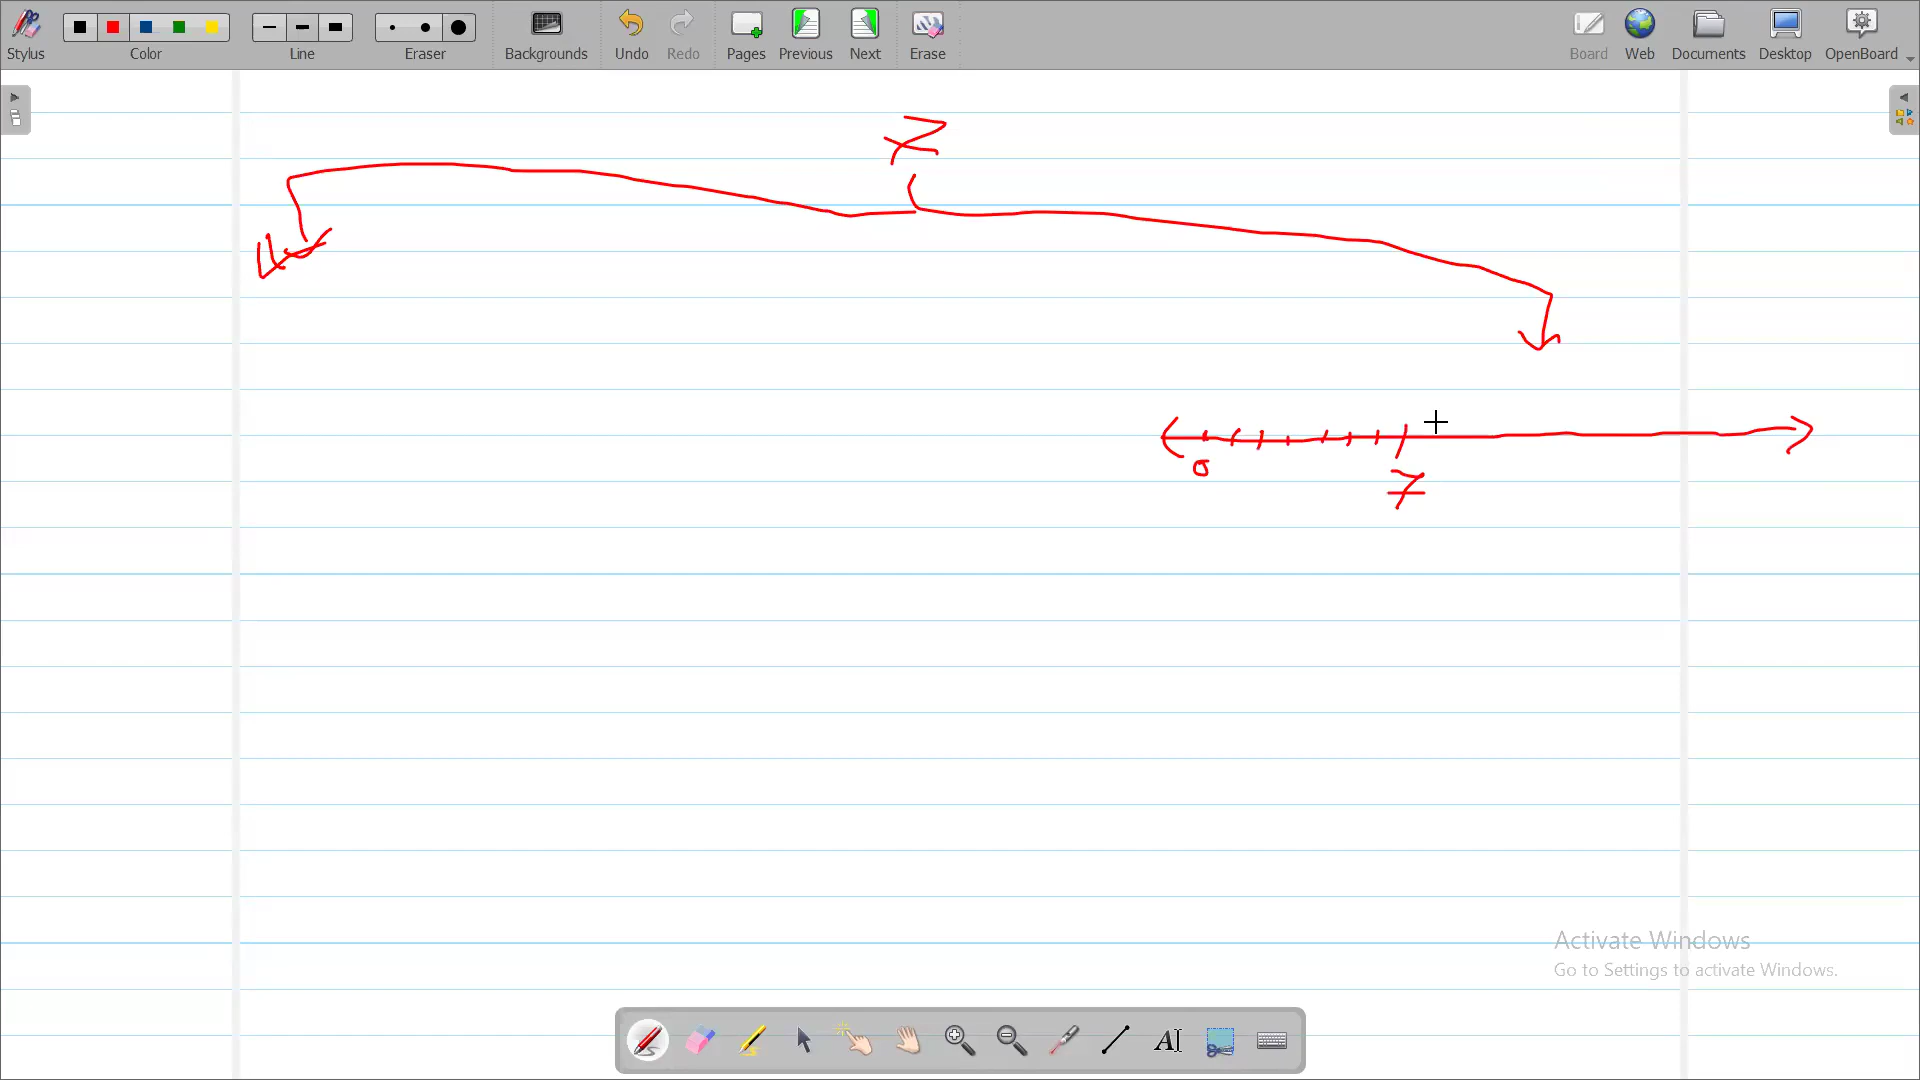 Stylus Color Line Eraser Backgrounds Undo Redo Pages Previous Next Erase Board Web Documents Desktop OpenBoard
7
0
7
Activate Windows
Go to Settings to activate Windows.